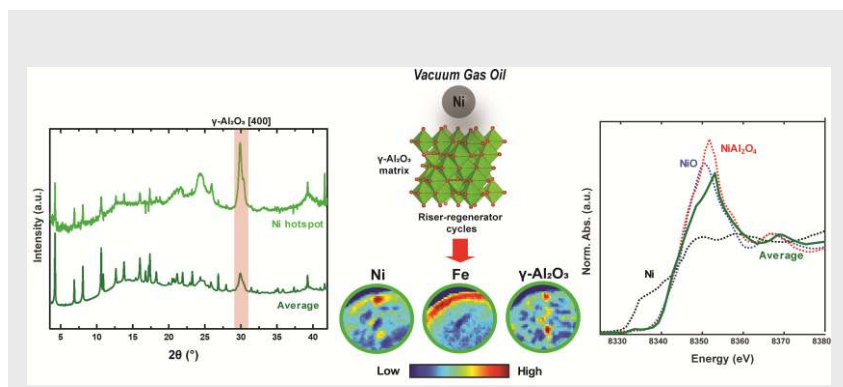 γ-Al₂O₃ [400]
Intensity (a.u.)
Ni hotspot
Average
5 10 15 20 25 30 35 40
2θ (°)
Vacuum Gas Oil
Ni
γ-Al₂O₃
matrix
Riser-regenerator
cycles
Ni Fe γ-Al₂O₃
Low High
Norm. Abs. (a.u.)
NiAl₂O₄
NiO
Ni
Average
8330 8340 8350 8360 8370 8380
Energy (eV)